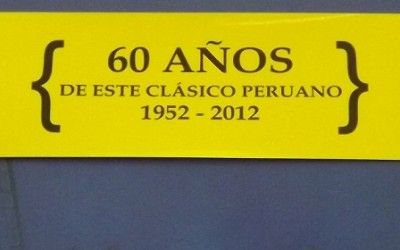 60 AÑOS
{ DE ESTE CLÁSICO PERUANO }
1952 - 2012